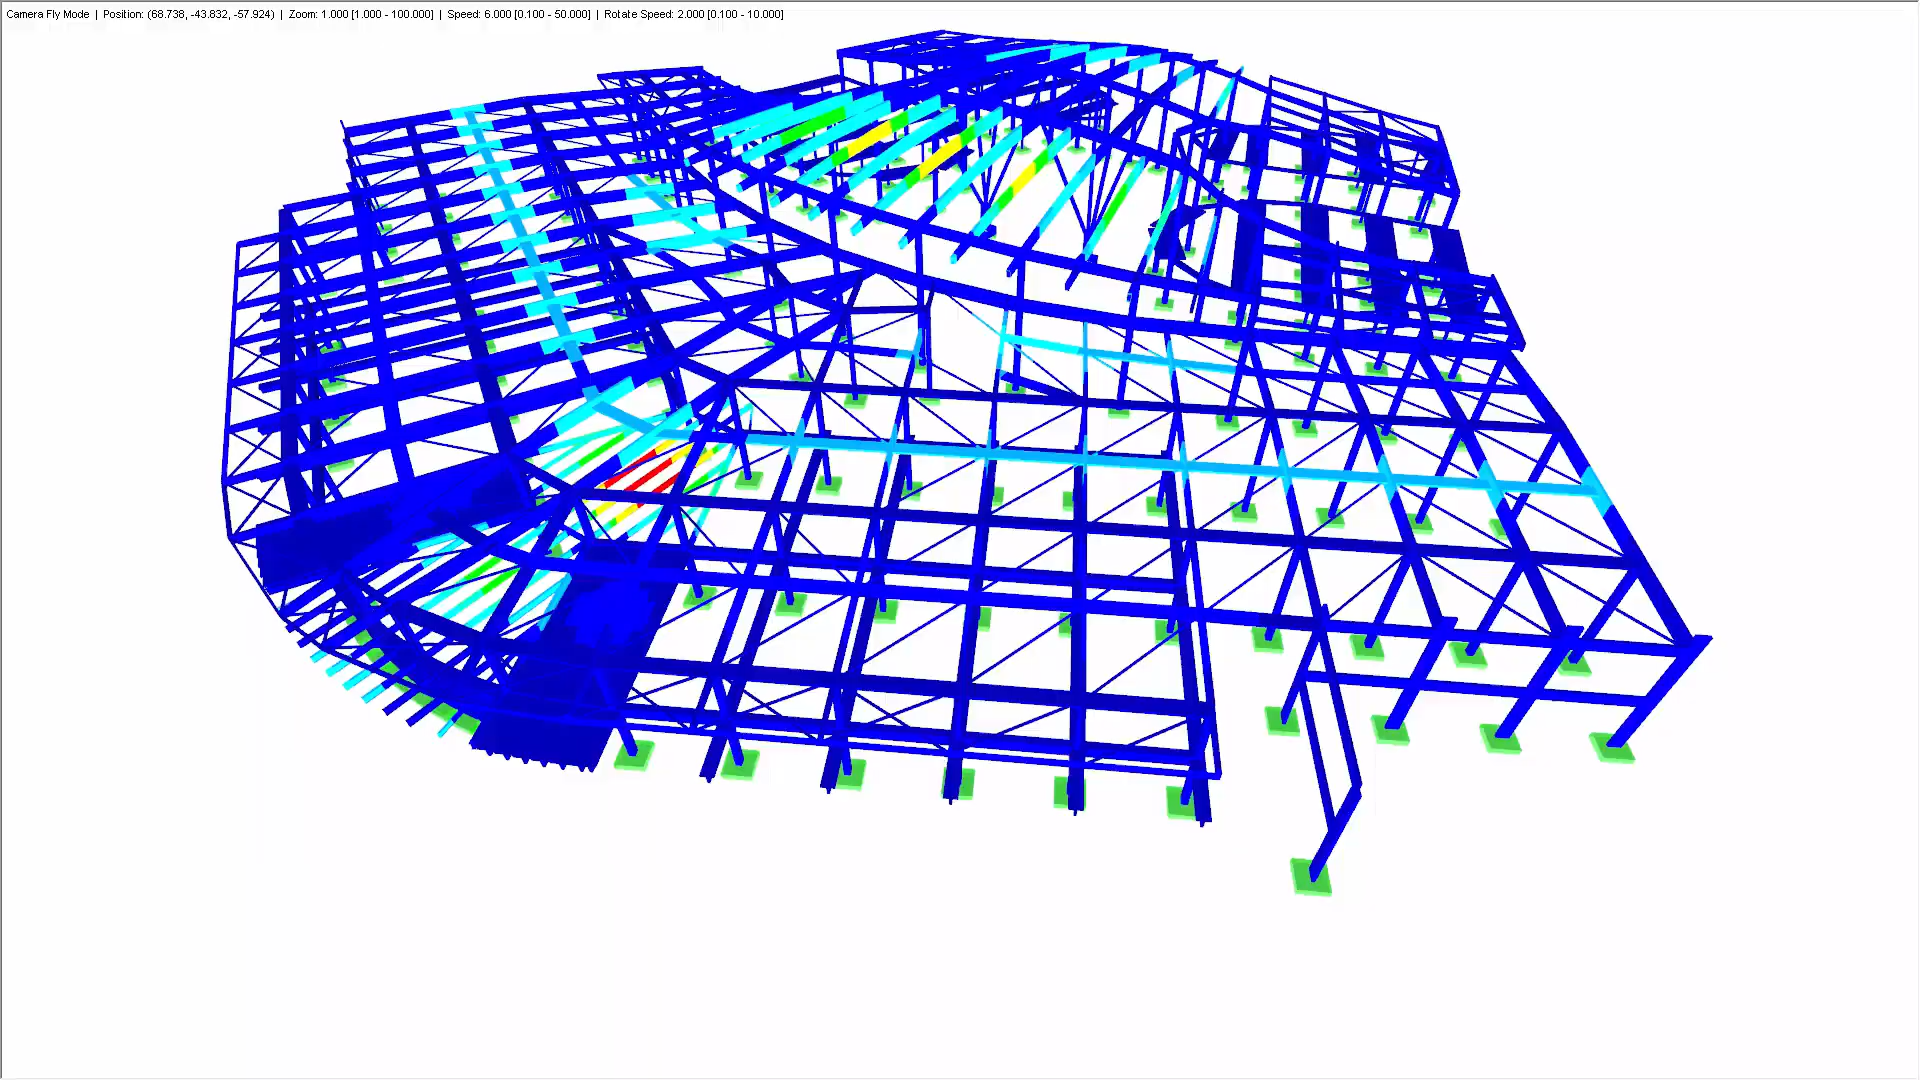 Camera Fly Mode | Position: (68.738, -43.832, -57.924) | Zoom: 1.000 [1.000 - 100.000] | Speed: 6.000 [0.100 - 50.000] | Rotate Speed: 2.000 [0.100 - 10.000]